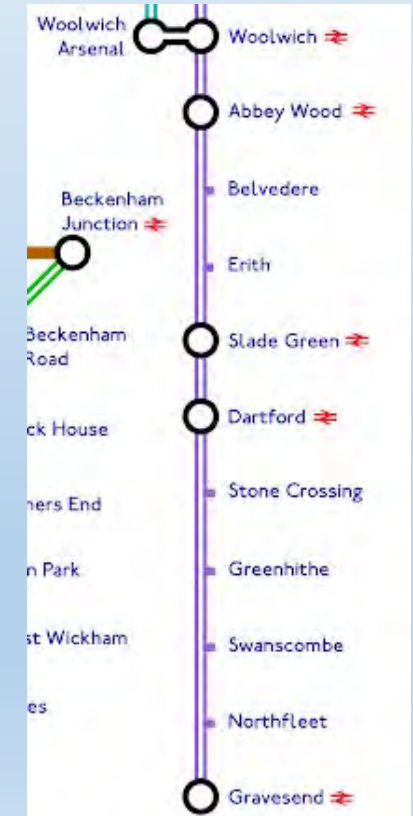 Woolwich
Arsenal
Woolwich
Abbey Wood
Belvedere
Beckenham
Junction
Erith
Beckenham
Road
Slade Green
ck House
Dartford
ners End
Stone Crossing
n Park
Greenhithe
st Wickham
Swanscombe
es
Northfleet
Gravesend